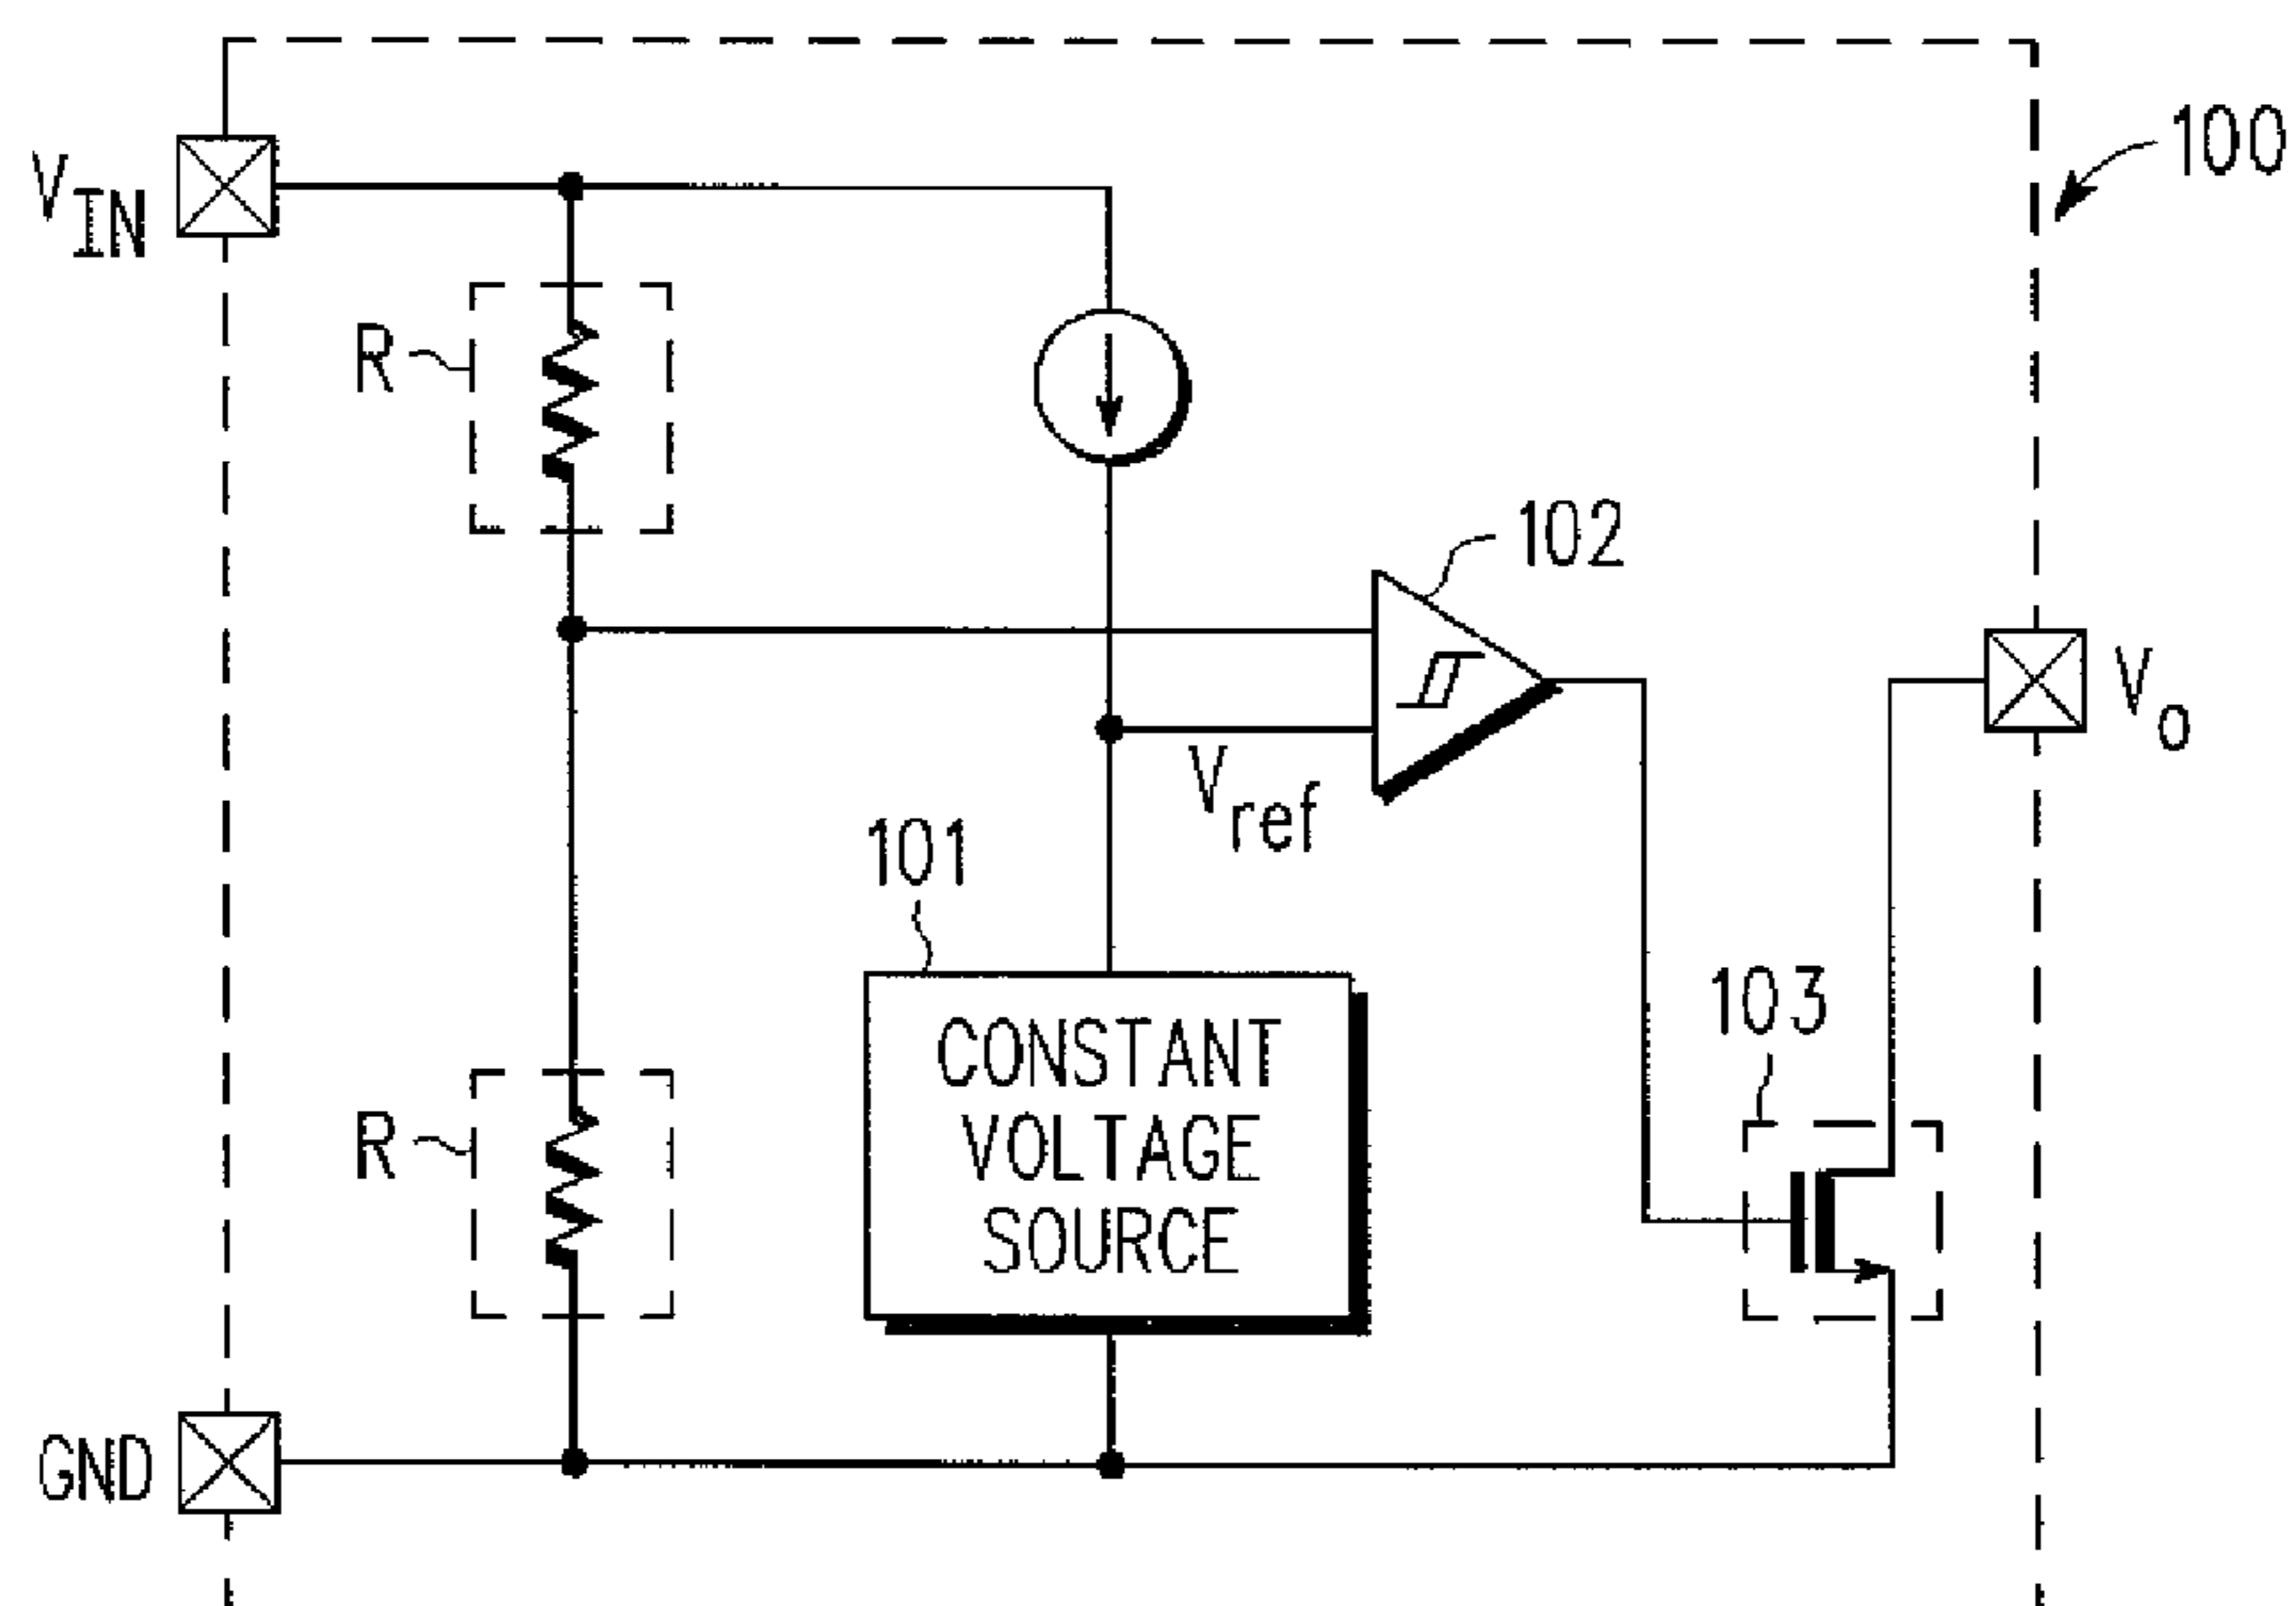 100
V_IN
R
102
V_o
V_ref
101
CONSTANT
VOLTAGE
SOURCE
103
R
GND